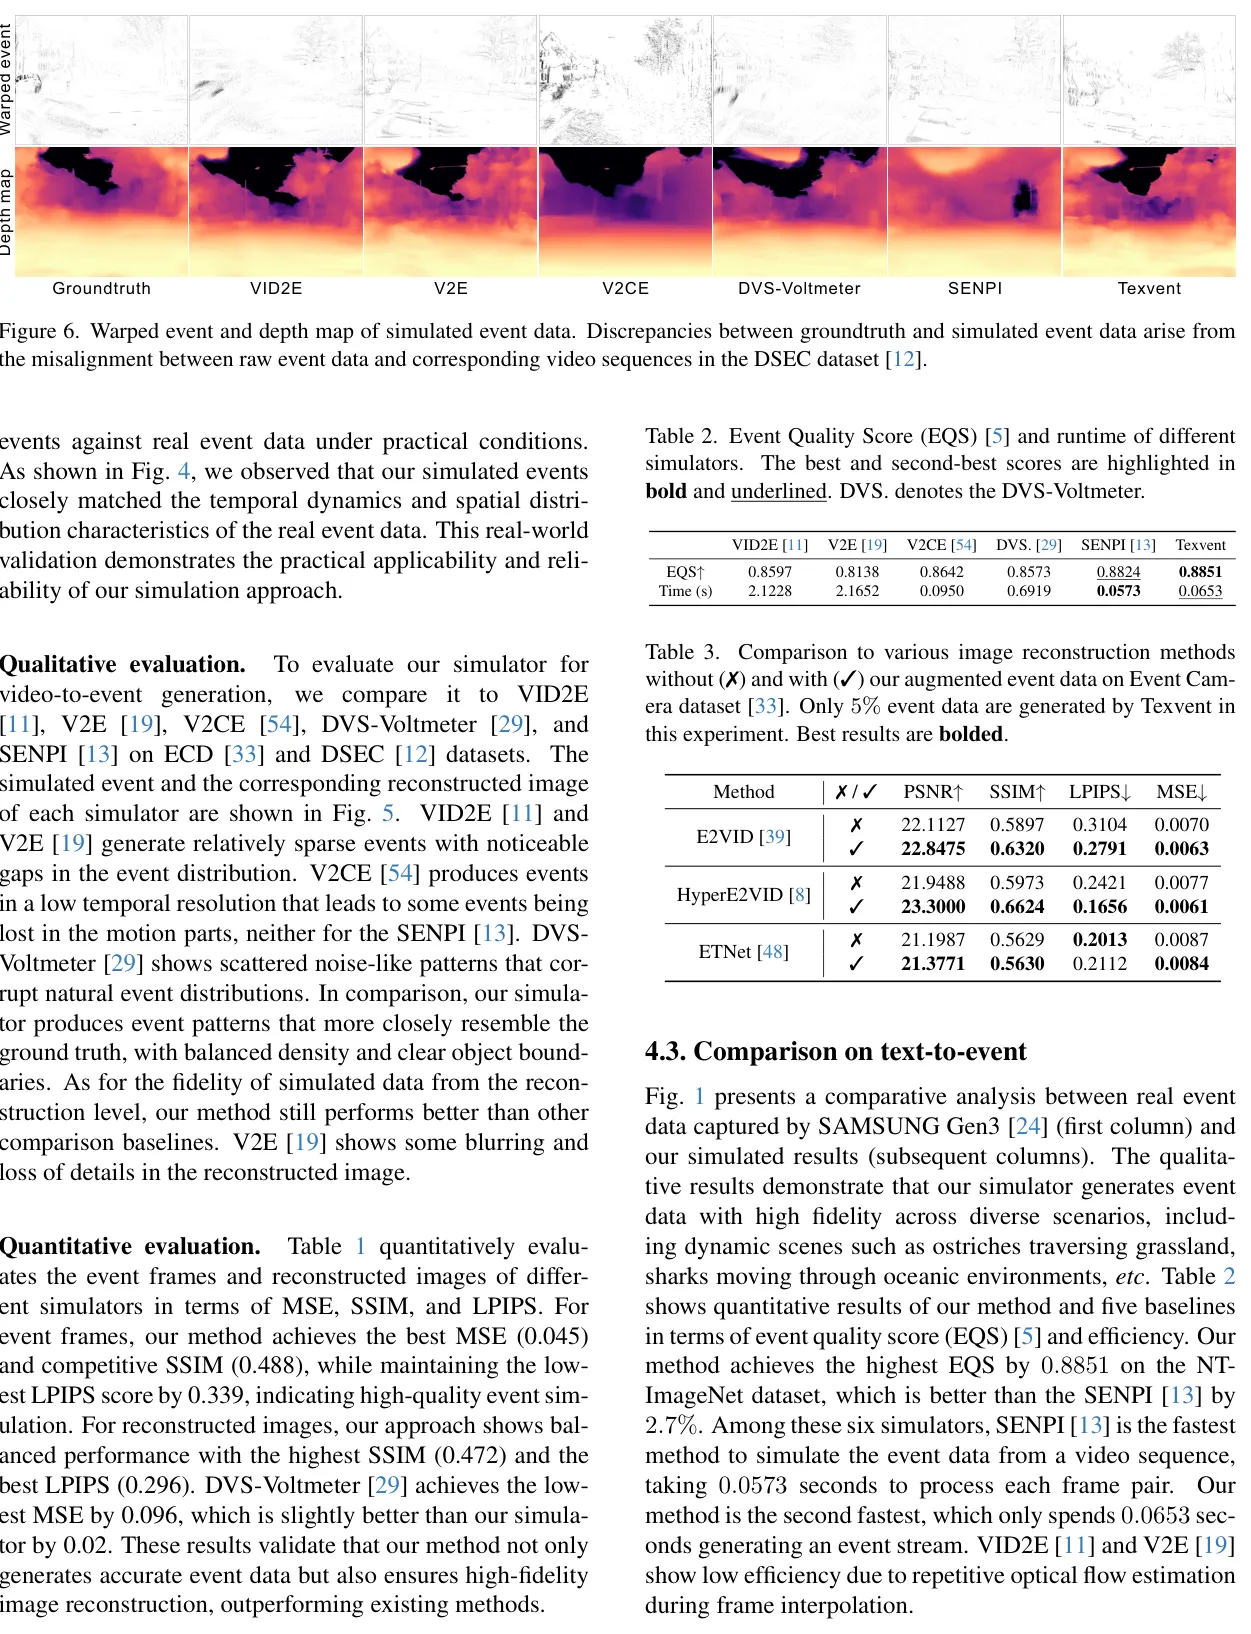 Warped event
Depth map
Groundtruth VID2E V2E V2CE DVS-Voltmeter SENPI Texvent
Figure 6. Warped event and depth map of simulated event data. Discrepancies between groundtruth and simulated event data arise from
the misalignment between raw event data and corresponding video sequences in the DSEC dataset [12].
events against real event data under practical conditions.
As shown in Fig. 4, we observed that our simulated events
closely matched the temporal dynamics and spatial distri-
bution characteristics of the real event data. This real-world
validation demonstrates the practical applicability and reli-
ability of our simulation approach.
Qualitative evaluation. To evaluate our simulator for
video-to-event generation, we compare it to VID2E
[11], V2E [19], V2CE [54], DVS-Voltmeter [29], and
SENPI [13] on ECD [33] and DSEC [12] datasets. The
simulated event and the corresponding reconstructed image
of each simulator are shown in Fig. 5. VID2E [11] and
V2E [19] generate relatively sparse events with noticeable
gaps in the event distribution. V2CE [54] produces events
in a low temporal resolution that leads to some events being
lost in the motion parts, neither for the SENPI [13]. DVS-
Voltmeter [29] shows scattered noise-like patterns that cor-
rupt natural event distributions. In comparison, our simula-
tor produces event patterns that more closely resemble the
ground truth, with balanced density and clear object bound-
aries. As for the fidelity of simulated data from the recon-
struction level, our method still performs better than other
comparison baselines. V2E [19] shows some blurring and
loss of details in the reconstructed image.
Quantitative evaluation. Table 1 quantitatively evalu-
ates the event frames and reconstructed images of differ-
ent simulators in terms of MSE, SSIM, and LPIPS. For
event frames, our method achieves the best MSE (0.045)
and competitive SSIM (0.488), while maintaining the low-
est LPIPS score by 0.339, indicating high-quality event sim-
ulation. For reconstructed images, our approach shows bal-
anced performance with the highest SSIM (0.472) and the
best LPIPS (0.296). DVS-Voltmeter [29] achieves the low-
est MSE by 0.096, which is slightly better than our simula-
tor by 0.02. These results validate that our method not only
generates accurate event data but also ensures high-fidelity
image reconstruction, outperforming existing methods.
Table 2. Event Quality Score (EQS) [5] and runtime of different
simulators. The best and second-best scores are highlighted in
bold and underlined. DVS. denotes the DVS-Voltmeter.
VID2E [11] V2E [19] V2CE [54] DVS. [29] SENPI [13] Texvent
EQS↑ 0.8597 0.8138 0.8642 0.8573 0.8824 0.8851
Time (s) 2.1228 2.1652 0.0950 0.6919 0.0573 0.0653
Table 3. Comparison to various image reconstruction methods
without (✗) and with (✓) our augmented event data on Event Cam-
era dataset [33]. Only 5% event data are generated by Texvent in
this experiment. Best results are bolded.
Method ✗ / ✓ PSNR↑ SSIM↑ LPIPS↓ MSE↓
E2VID [39] ✗ 22.1127 0.5897 0.3104 0.0070
✓ 22.8475 0.6320 0.2791 0.0063
HyperE2VID [8] ✗ 21.9488 0.5973 0.2421 0.0077
✓ 23.3000 0.6624 0.1656 0.0061
ETNet [48] ✗ 21.1987 0.5629 0.2013 0.0087
✓ 21.3771 0.5630 0.2112 0.0084
4.3. Comparison on text-to-event
Fig. 1 presents a comparative analysis between real event
data captured by SAMSUNG Gen3 [24] (first column) and
our simulated results (subsequent columns). The qualita-
tive results demonstrate that our simulator generates event
data with high fidelity across diverse scenarios, includ-
ing dynamic scenes such as ostriches traversing grassland,
sharks moving through oceanic environments, etc. Table 2
shows quantitative results of our method and five baselines
in terms of event quality score (EQS) [5] and efficiency. Our
method achieves the highest EQS by 0.8851 on the NT-
ImageNet dataset, which is better than the SENPI [13] by
2.7%. Among these six simulators, SENPI [13] is the fastest
method to simulate the event data from a video sequence,
taking 0.0573 seconds to process each frame pair. Our
method is the second fastest, which only spends 0.0653 sec-
onds generating an event stream. VID2E [11] and V2E [19]
show low efficiency due to repetitive optical flow estimation
during frame interpolation.